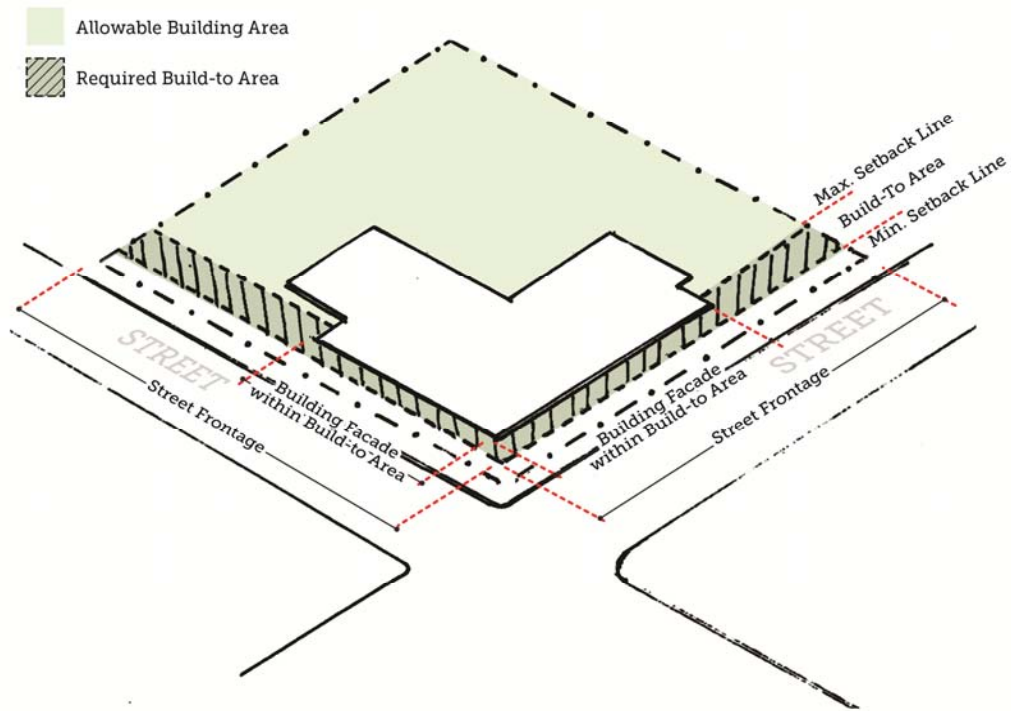 Allowable Building Area
Required Build-to Area
Max. Setback Line
Build-To Area
Min. Setback Line
STREET
Street Frontage
Building Facade
within Build-to Area
Building Facade
within Build-to Area
Street Frontage
STREET